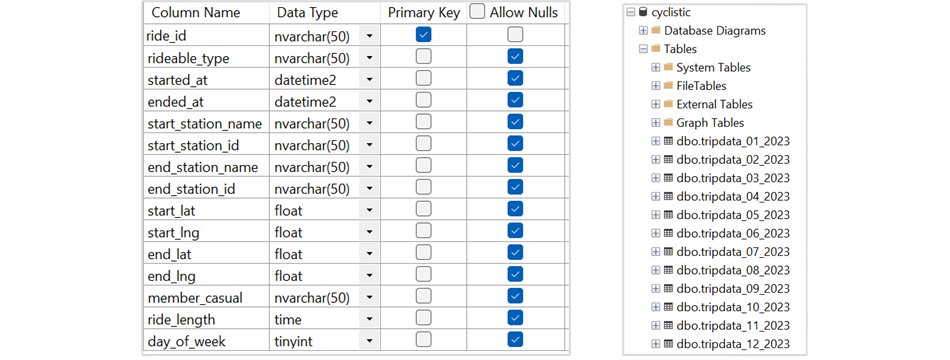 Column Name Data Type Primary Key Allow Nulls
ride_id nvarchar(50)
rideable_type nvarchar(50)
started_at datetime2
ended_at datetime2
start_station_name nvarchar(50)
start_station_id nvarchar(50)
end_station_name nvarchar(50)
end_station_id nvarchar(50)
start_lat float
start_lng float
end_lat float
end_lng float
member_casual nvarchar(50)
ride_length time
day_of_week tinyint
cyclistic
Database Diagrams
Tables
System Tables
FileTables
External Tables
Graph Tables
dbo.tripdata_01_2023
dbo.tripdata_02_2023
dbo.tripdata_03_2023
dbo.tripdata_04_2023
dbo.tripdata_05_2023
dbo.tripdata_06_2023
dbo.tripdata_07_2023
dbo.tripdata_08_2023
dbo.tripdata_09_2023
dbo.tripdata_10_2023
dbo.tripdata_11_2023
dbo.tripdata_12_2023